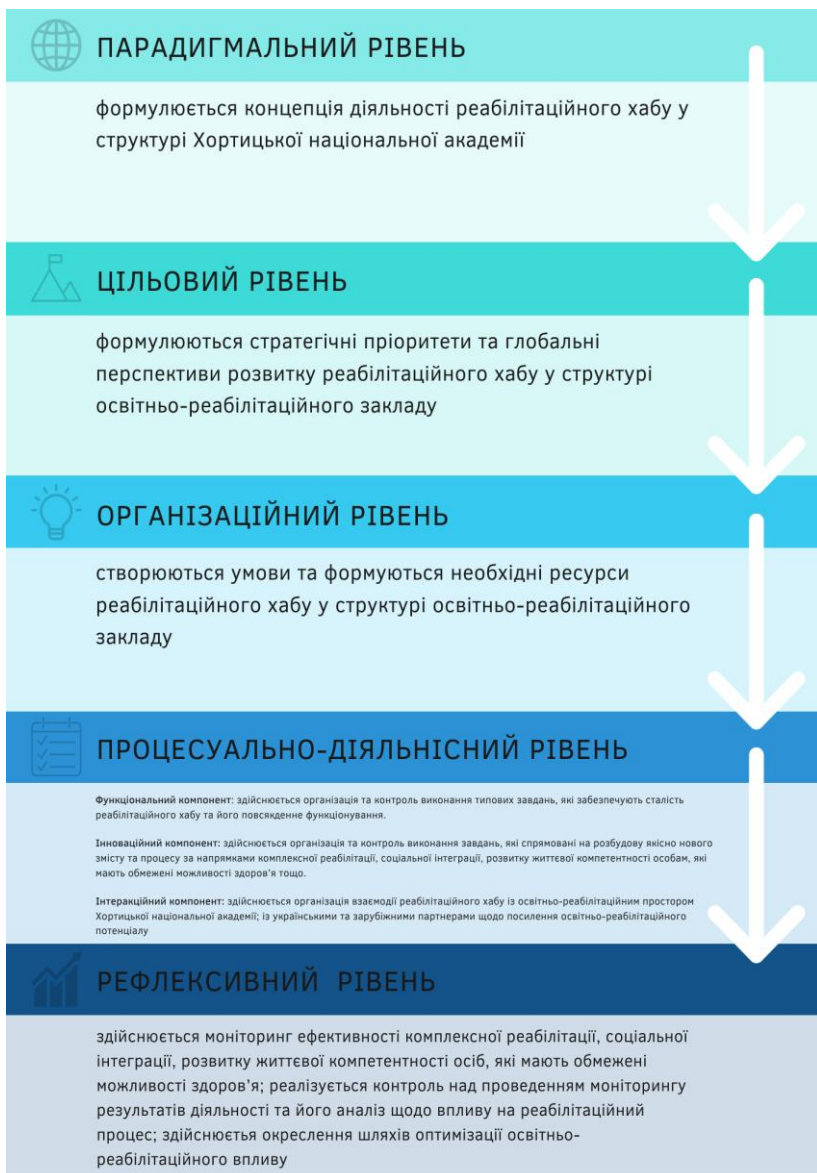 ПАРАДИГМАЛЬНИЙ РІВЕНЬ
формулюється концепція діяльності реабілітаційного хабу у
структурі Хортицької національної академії
ЦІЛЬОВИЙ РІВЕНЬ
формулюються стратегічні пріоритети та глобальні
перспективи розвитку реабілітаційного хабу у структурі
освітньо-реабілітаційного закладу
ОРГАНІЗАЦІЙНИЙ РІВЕНЬ
створюються умови та формуються необхідні ресурси
реабілітаційного хабу у структурі освітньо-реабілітаційного
закладу
ПРОЦЕСУАЛЬНО-ДІЯЛЬНІСНИЙ РІВЕНЬ
Функціональний компонент: здійснюється організація та контроль виконання типових завдань, які забезпечують сталість
реабілітаційного хабу та його повсякденне функціонування.
Інноваційний компонент: здійснюється організація та контроль виконання завдань, які спрямовані на розбудову якісно нового
змісту та процесу за напрямками комплексної реабілітації, соціальної інтеграції, розвитку життєвої компетентності особам, які
мають обмежені можливості здоров'я тощо.
Інтеракційний компонент: здійснюється організація взаємодії реабілітаційного хабу із освітньо-реабілітаційним простором
Хортицької національної академії; із українськими та зарубіжними партнерами щодо посилення освітньо-реабілітаційного
потенціалу
РЕФЛЕКСИВНИЙ РІВЕНЬ
здійснюється моніторинг ефективності комплексної реабілітації, соціальної
інтеграції, розвитку життєвої компетентності осіб, які мають обмежені
можливості здоров'я; реалізується контроль над проведенням моніторингу
результатів діяльності та його аналіз щодо впливу на реабілітаційний
процес; здійснюєтья окреслення шляхів оптимізації освітньо-
реабілітаційного впливу